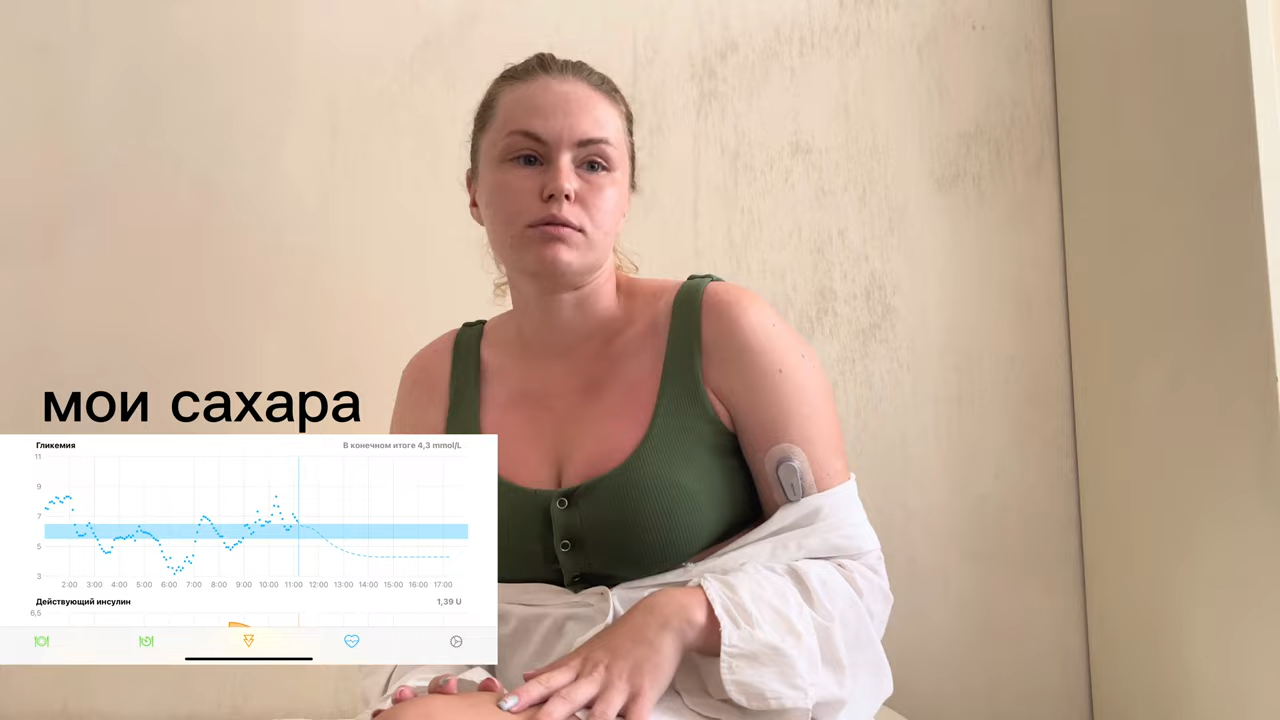 мои сахара
Гликемия В конечном итоге 4,3 mmol/L
11
9
7
5
3
2:00 3:00 4:00 5:00 6:00 7:00 8:00 9:00 10:00 11:00 12:00 13:00 14:00 15:00 16:00 17:00
Действующий инсулин 1,39 U
6,5